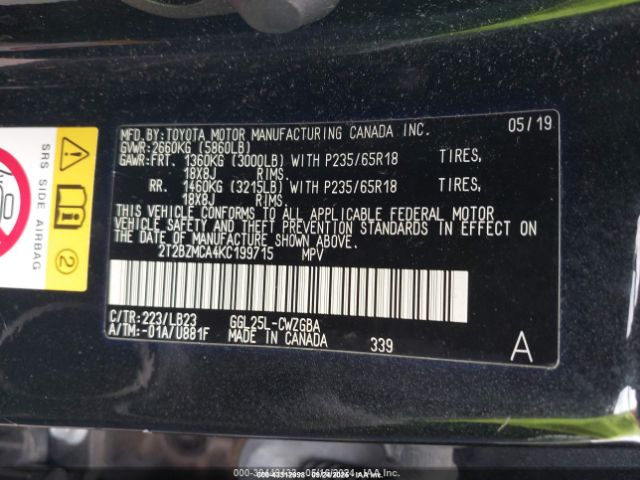 MFD.BY:TOYOTA MOTOR MANUFACTURING CANADA INC. 05/19
GVWR:2660KG (5860LB)
GAWR:FRT. 1360KG (3000LB) WITH P235/65R18 TIRES,
18X8J RIMS.
RR. 1460KG (3215LB) WITH P235/65R18 TIRES,
18X8J RIMS.
THIS VEHICLE CONFORMS TO ALL APPLICABLE FEDERAL MOTOR
VEHICLE SAFETY AND THEFT PREVENTION STANDARDS IN EFFECT ON
THE DATE OF MANUFACTURE SHOWN ABOVE.
2T2BZMCA4KC199715 MPV
C/TR:223/LB23 GGL25L-CWZGBA
A/TM:-01A/U881F MADE IN CANADA 339 A
SRS SIDE AIRBAG
2